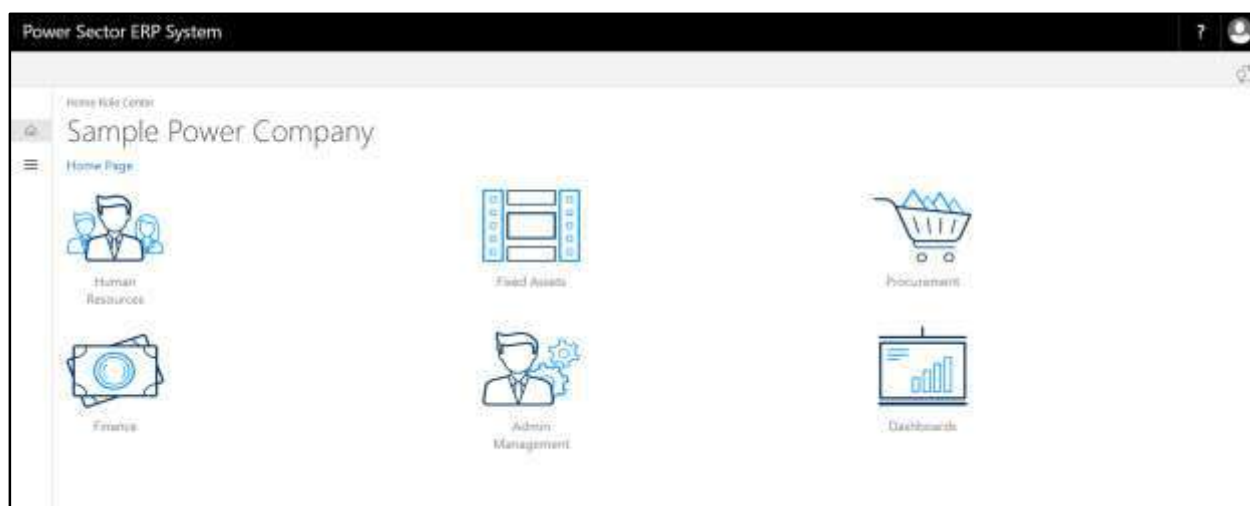 Power Sector ERP System
?
Home Role Center
Sample Power Company
Home Page
Human
Resources
Fixed Assets
Procurement
Finance
Admin
Management
Dashboards